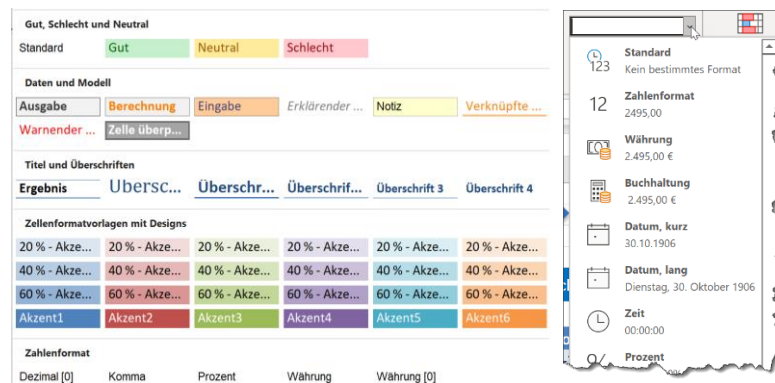 Gut, Schlecht und Neutral
Standard Gut Neutral Schlecht
Daten und Modell
Ausgabe Berechnung Eingabe Erklärender ... Notiz Verknüpfte ...
Warnender ... Zelle überp...
Titel und Überschriften
Ergebnis Übersc... Überschr... Überschrif... Überschrift 3 Überschrift 4
Zellenformatvorlagen mit Designs
20 % - Akze... 20 % - Akze... 20 % - Akze... 20 % - Akze... 20 % - Akze... 20 % - Akze...
40 % - Akze... 40 % - Akze... 40 % - Akze... 40 % - Akze... 40 % - Akze... 40 % - Akze...
60 % - Akze... 60 % - Akze... 60 % - Akze... 60 % - Akze... 60 % - Akze... 60 % - Akze...
Akzent1 Akzent2 Akzent3 Akzent4 Akzent5 Akzent6
Zahlenformat
Dezimal [0] Komma Prozent Währung Währung [0]
Standard
123 Kein bestimmtes Format
Zahlenformat
12 2495,00
Währung
2.495,00 €
Buchhaltung
2.495,00 €
Datum, kurz
30.10.1906
Datum, lang
Dienstag, 30. Oktober 1906
Zeit
00:00:00
Prozent